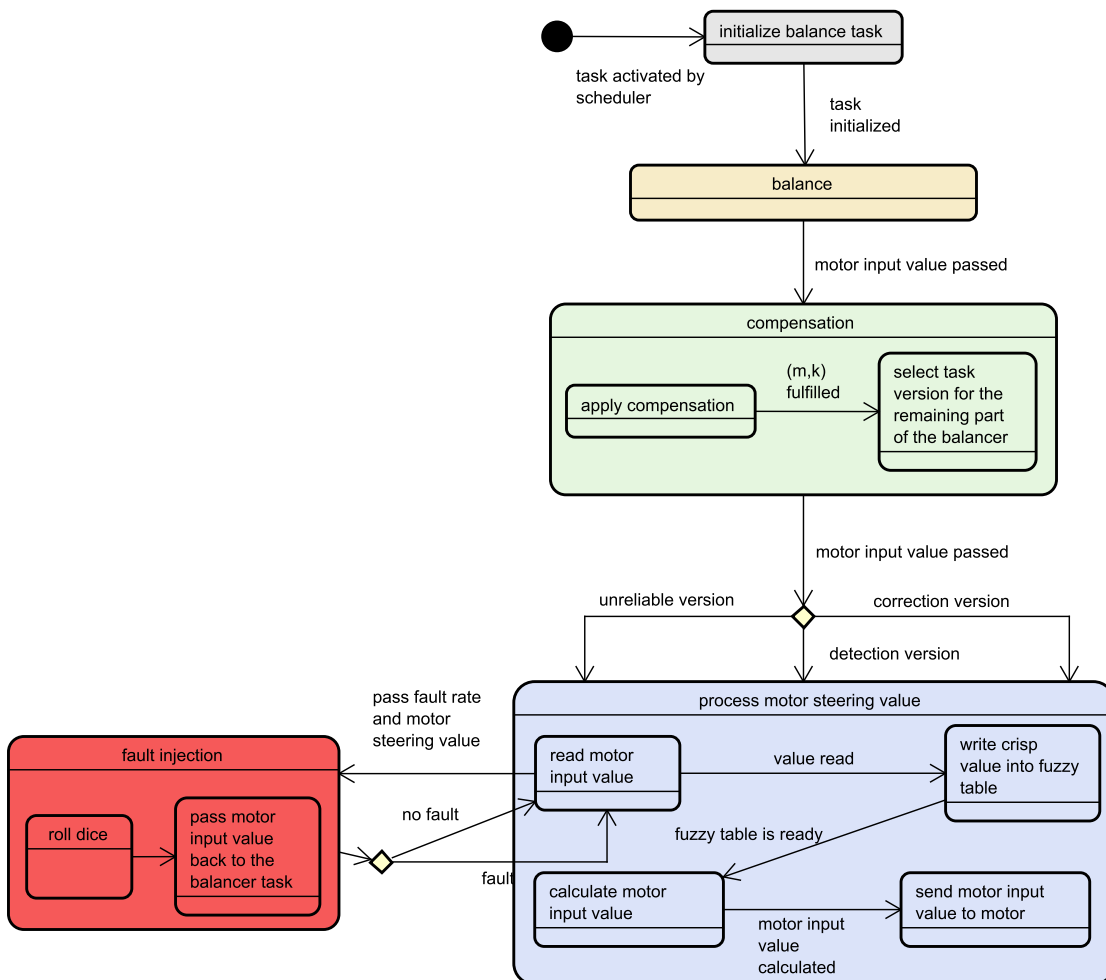 initialize balance task
task activated by
scheduler
task
initialized
balance
motor input value passed
compensation
apply compensation
(m,k)
fulfilled
select task
version for the
remaining part
of the balancer
motor input value passed
unreliable version
correction version
detection version
process motor steering value
pass fault rate
and motor
steering value
fault injection
roll dice
pass motor
input value
back to the
balancer task
no fault
fault
read motor
input value
value read
write crisp
value into fuzzy
table
fuzzy table is ready
calculate motor
input value
motor input
value
calculated
send motor input
value to motor